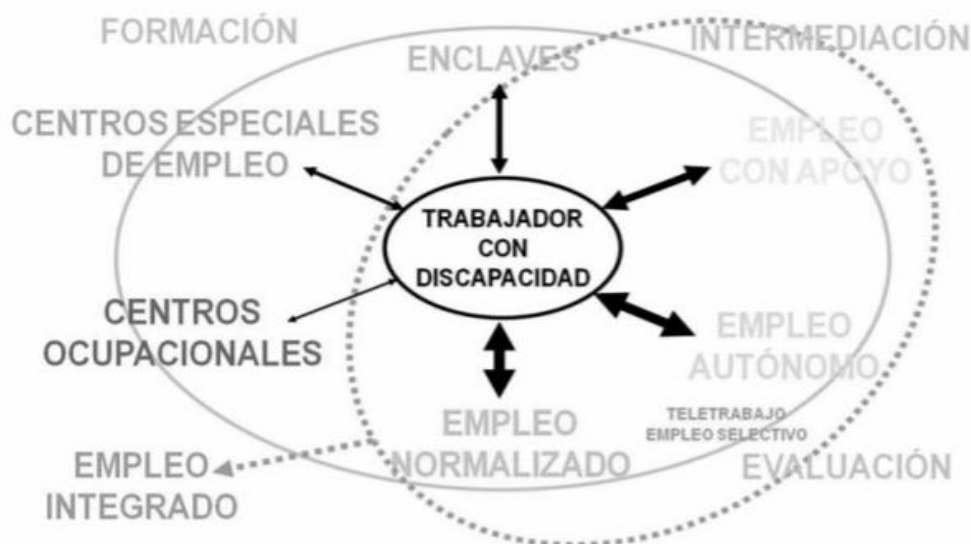 FORMACIÓN
INTERMEDIACIÓN
ENCLAVES
CENTROS ESPECIALES
DE EMPLEO
EMPLEO
CON APOYO
TRABAJADOR
CON
DISCAPACIDAD
CENTROS
OCUPACIONALES
EMPLEO
AUTÓNOMO
TELETRABAJO
EMPLEO SELECTIVO
EMPLEO
NORMALIZADO
EVALUACIÓN
EMPLEO
INTEGRADO